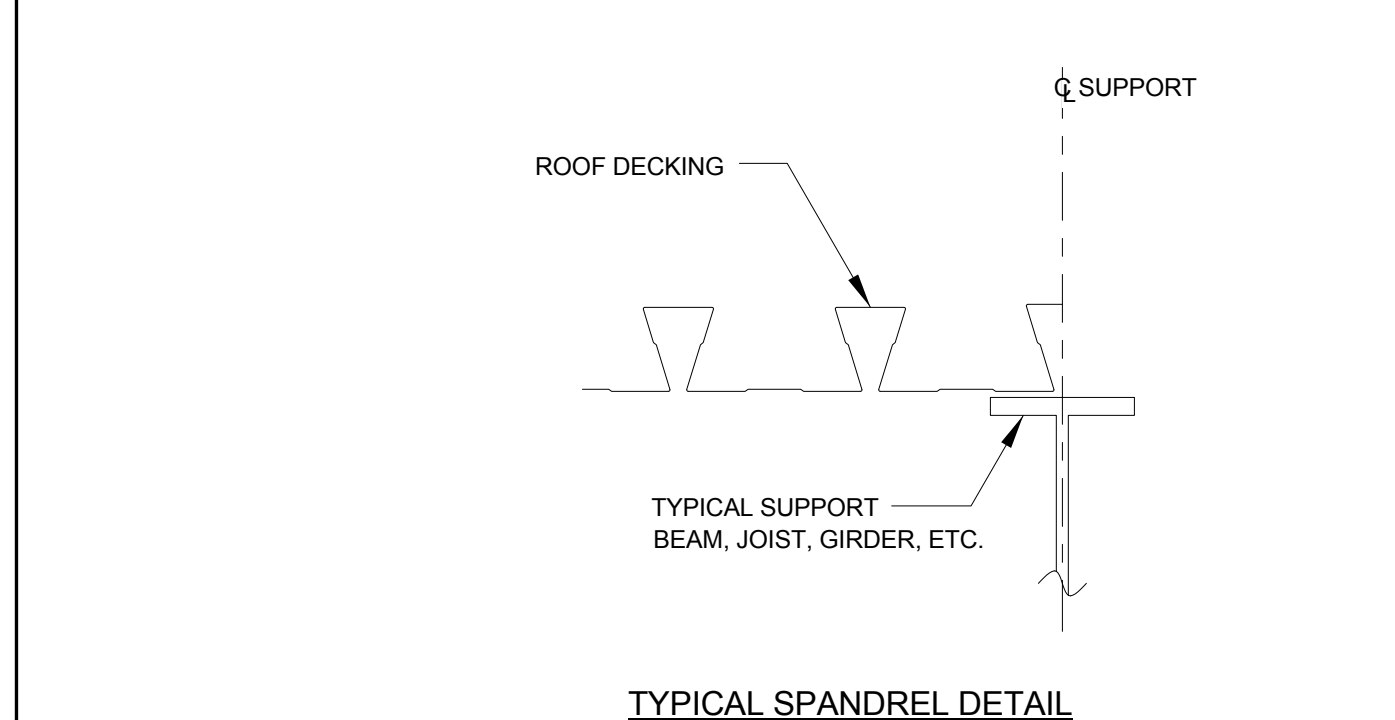 ℄ SUPPORT
ROOF DECKING
TYPICAL SUPPORT
BEAM, JOIST, GIRDER, ETC.
TYPICAL SPANDREL DETAIL